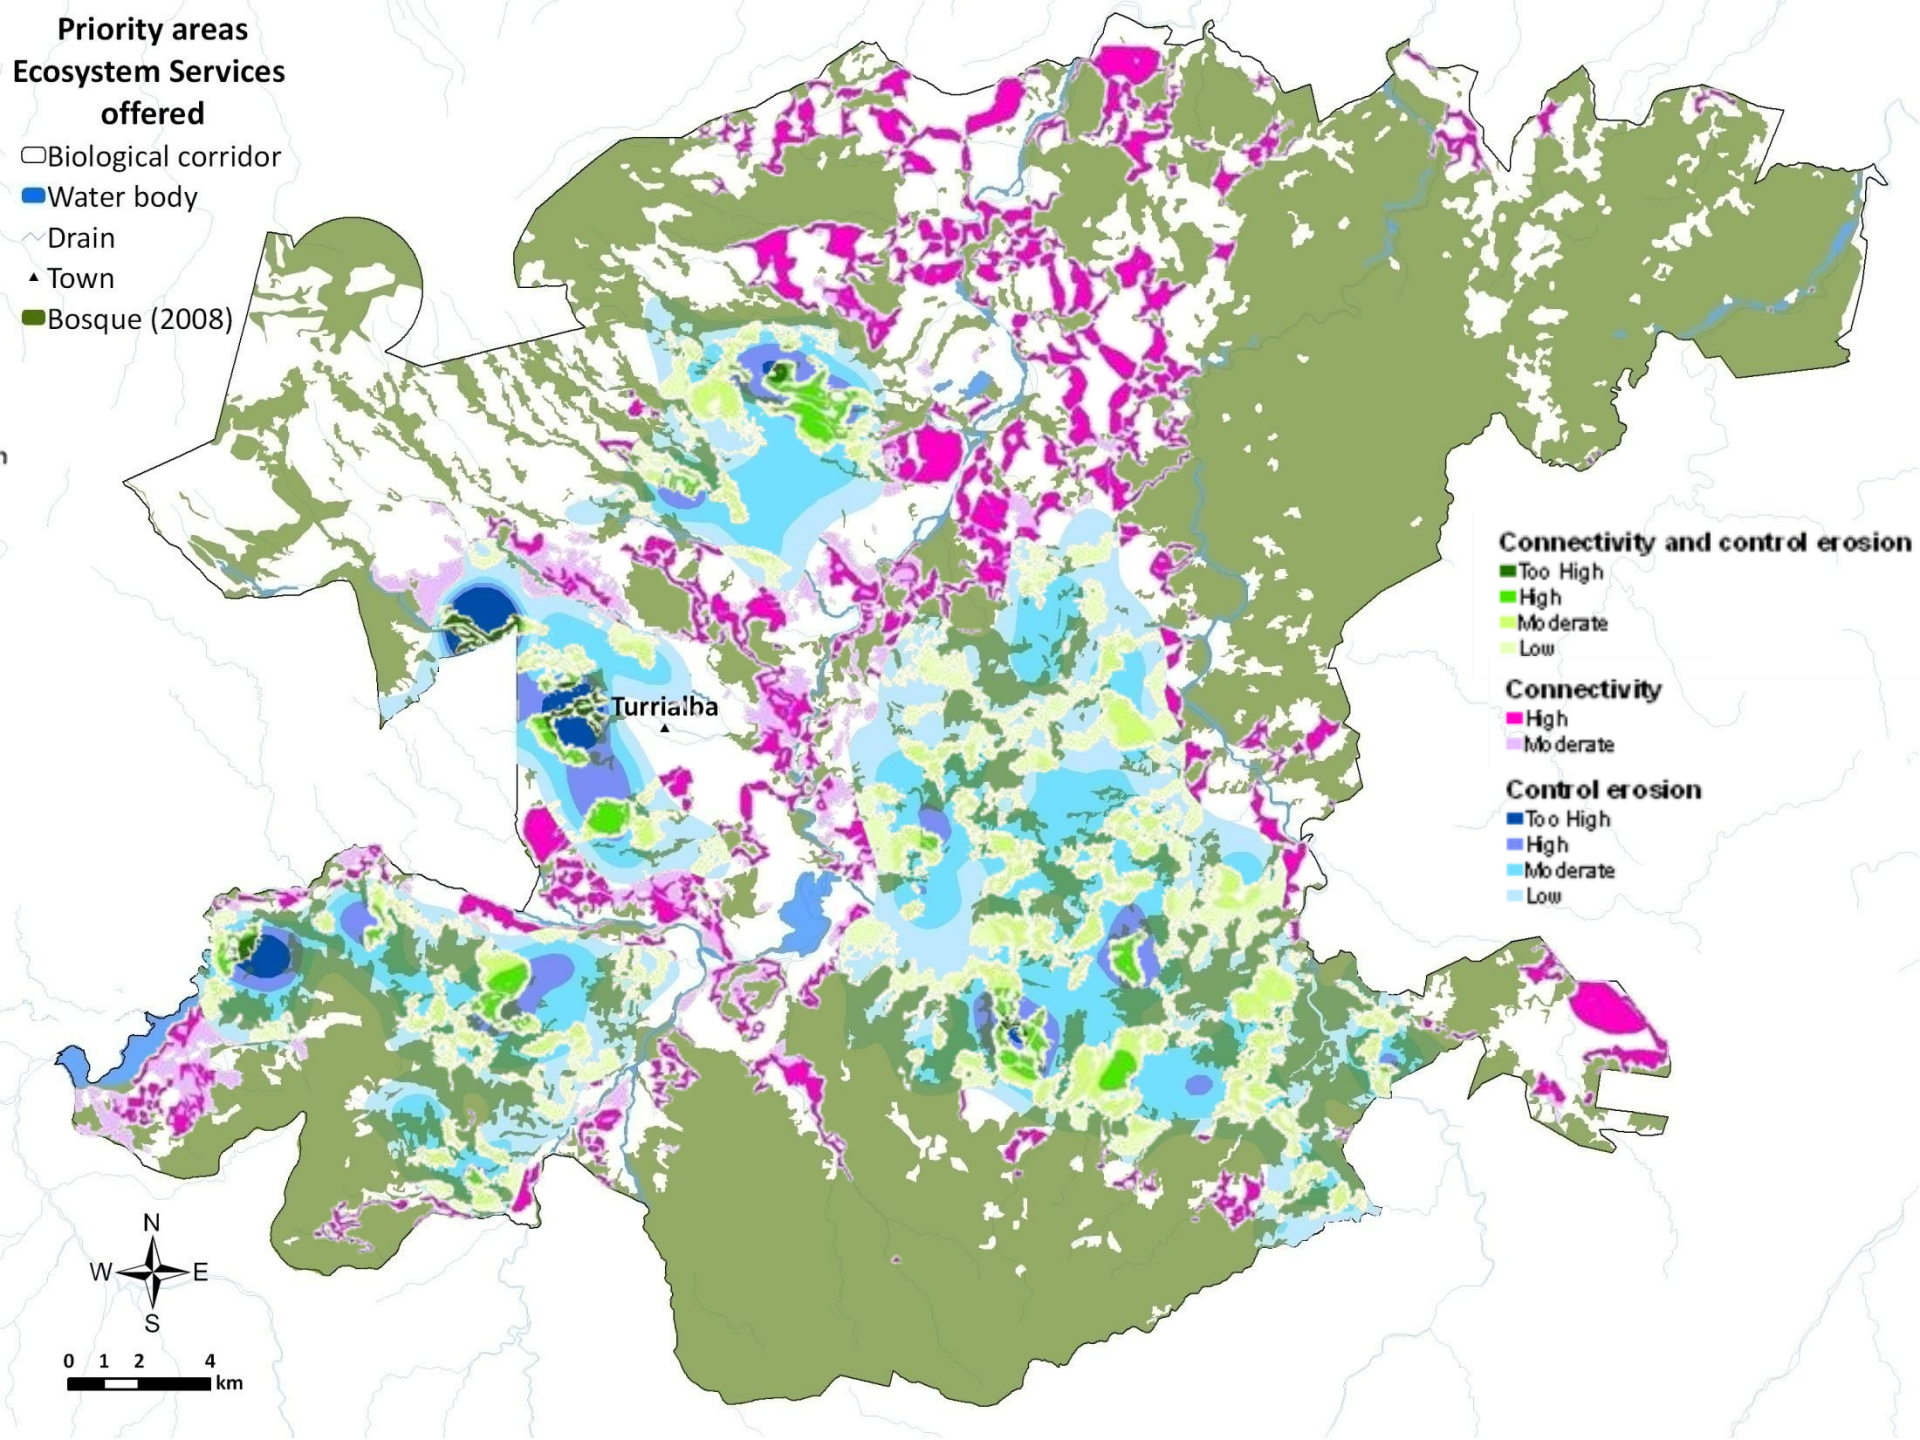 Priority areas
Ecosystem Services
offered
Biological corridor
Water body
Drain
Town
Bosque (2008)
n
Turrialba
Connectivity and control erosion
Too High
High
Moderate
Low
Connectivity
High
Moderate
Control erosion
Too High
High
Moderate
Low
N
W E
S
0 1 2 4
km